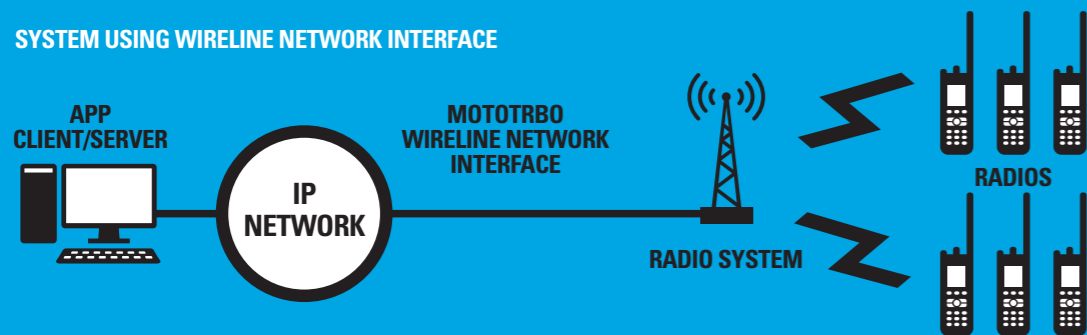 SYSTEM USING WIRELINE NETWORK INTERFACE
APP
CLIENT/SERVER
IP
NETWORK
MOTOTRBO
WIRELINE NETWORK
INTERFACE
RADIO SYSTEM
RADIOS